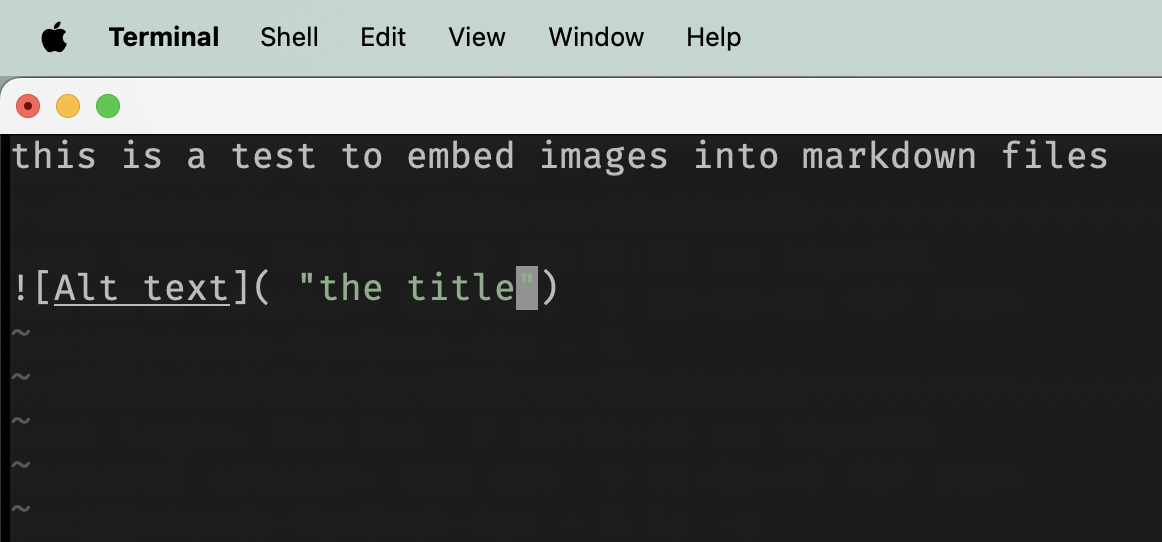 Terminal Shell Edit View Window Help
this is a test to embed images into markdown files
![Alt text]( "the title")
~
~
~
~
~